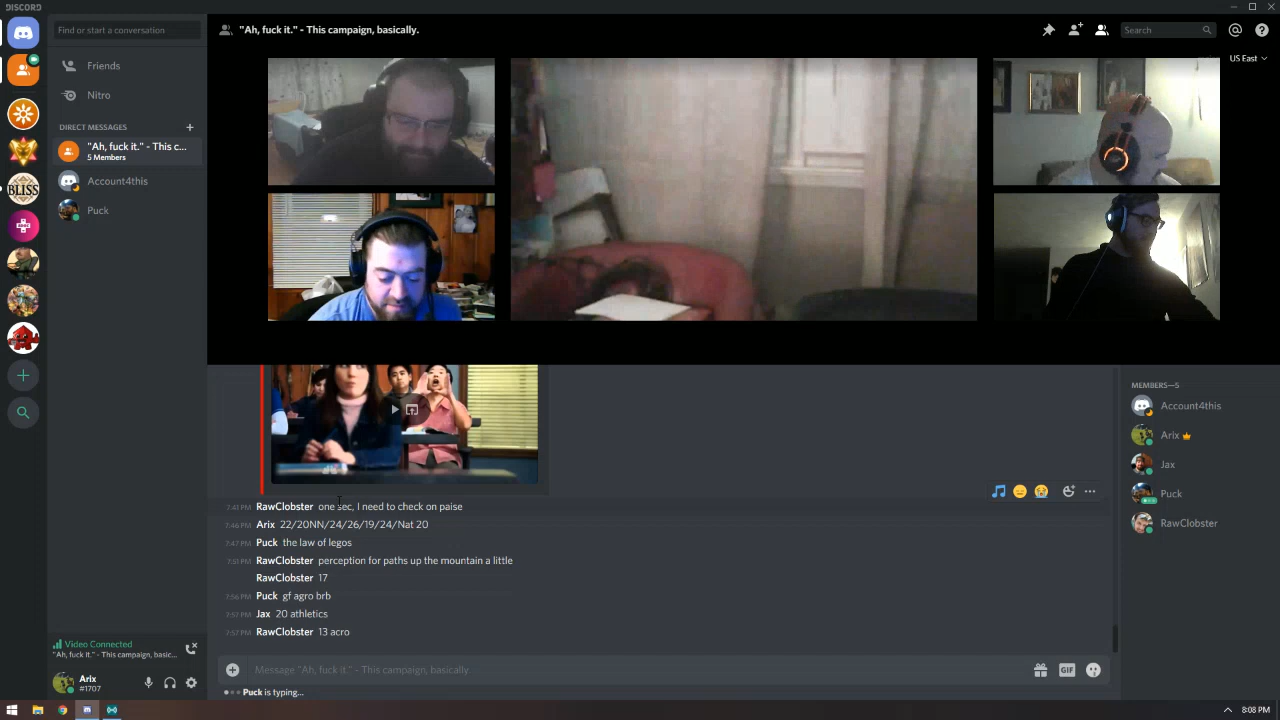 DISCORD
Find or start a conversation
"Ah, fuck it." - This campaign, basically.
Search
US East
Friends
Nitro
DIRECT MESSAGES
"Ah, fuck it." - This c...
5 Members
Account4this
BLISS
Puck
MEMBERS—5
Account4this
Arix
Jax
Puck
RawClobster
7:41 PM RawClobster one sec, I need to check on paise
7:46 PM Arix 22/20NN/24/26/19/24/Nat 20
7:47 PM Puck the law of legos
7:51 PM RawClobster perception for paths up the mountain a little
RawClobster 17
7:56 PM Puck gf agro brb
7:57 PM Jax 20 athletics
7:57 PM RawClobster 13 acro
Video Connected
"Ah, fuck it." - This campaign, basic...
Message "Ah, fuck it." - This campaign, basically.
GIF
Arix
#1707
Puck is typing...
8:08 PM